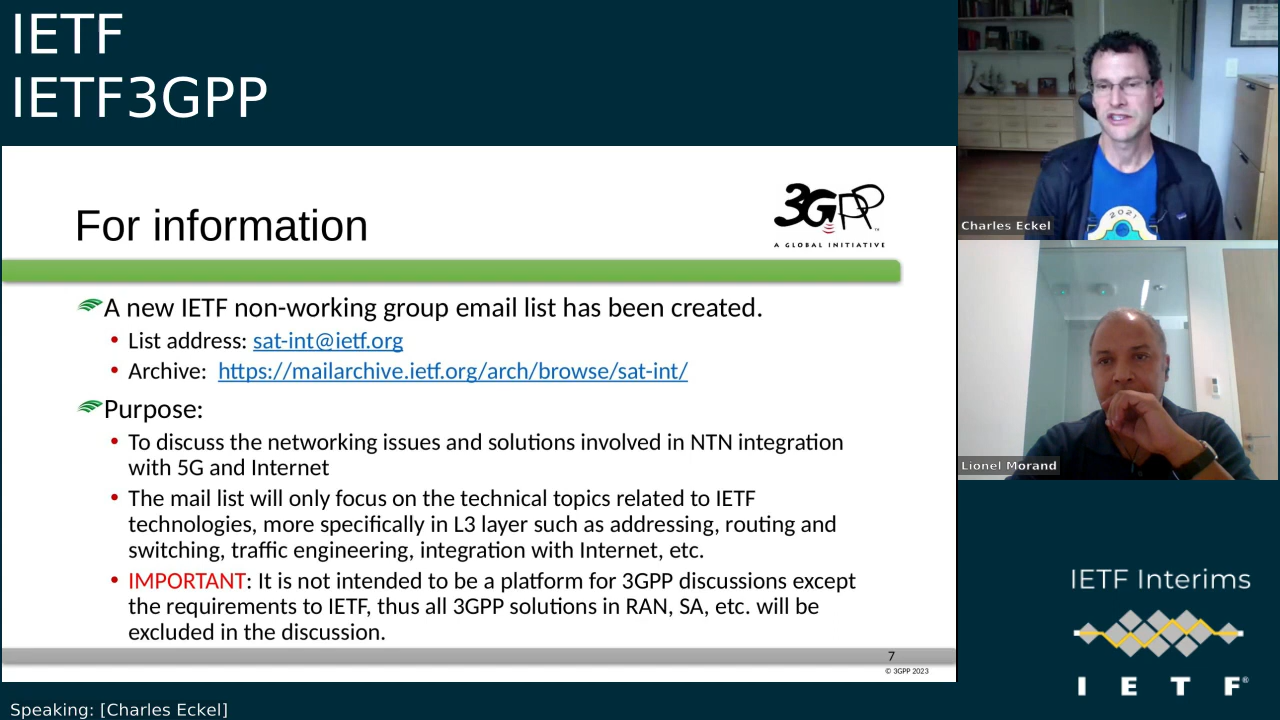 IETF
IETF3GPP
For information
3GPP
TM
A GLOBAL INITIATIVE
A new IETF non-working group email list has been created.
• List address: sat-int@ietf.org
• Archive: https://mailarchive.ietf.org/arch/browse/sat-int/
Purpose:
• To discuss the networking issues and solutions involved in NTN integration
with 5G and Internet
• The mail list will only focus on the technical topics related to IETF
technologies, more specifically in L3 layer such as addressing, routing and
switching, traffic engineering, integration with Internet, etc.
• IMPORTANT: It is not intended to be a platform for 3GPP discussions except
the requirements to IETF, thus all 3GPP solutions in RAN, SA, etc. will be
excluded in the discussion.
7
© 3GPP 2023
Speaking: [Charles Eckel]
2021
Charles Eckel
Lionel Morand
IETF Interims
I E T F®